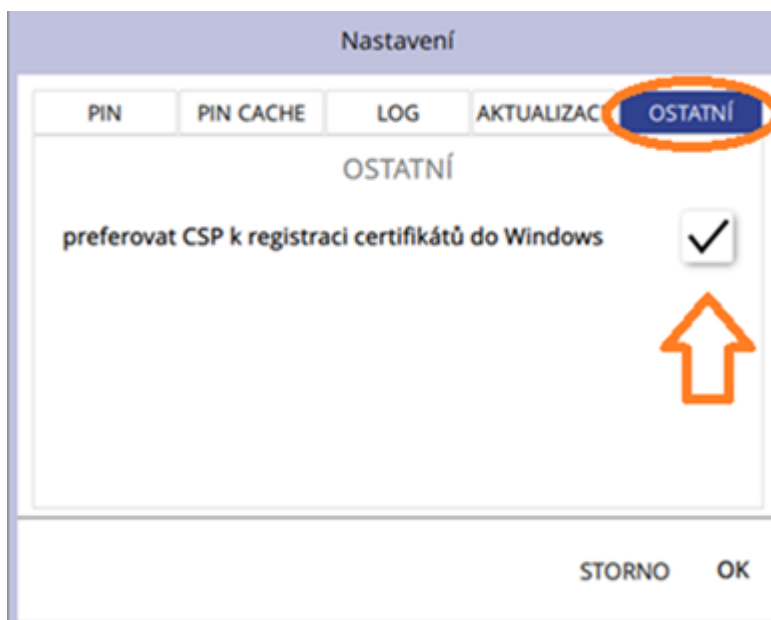 Nastavení
PIN PIN CACHE LOG AKTUALIZAC OSTATNÍ
OSTATNÍ
preferovat CSP k registraci certifikátů do Windows
STORNO OK